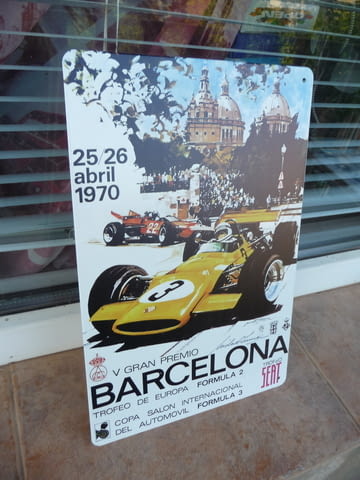 25/26
abril
1970
22
3
V GRAN PREMIO
BARCELONA
TROFEO DE EUROPA FORMULA 2
COPA SALON INTERNACIONAL
DEL AUTOMOVIL FORMULA 3
SEAT